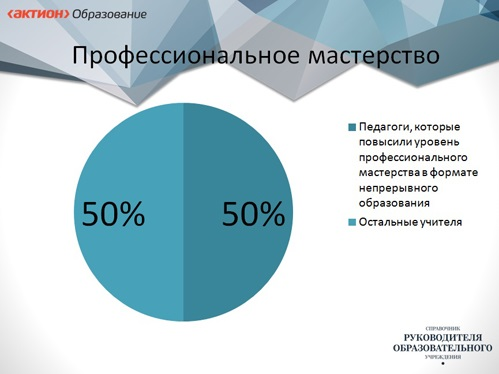 ‹актион› Образование
Профессиональное мастерство
50%
50%
Педагоги, которые
повысили уровень
профессионального
мастерства в формате
непрерывного
образования
Остальные учителя
СПРАВОЧНИК
РУКОВОДИТЕЛЯ
ОБРАЗОВАТЕЛЬНОГО
УЧРЕЖДЕНИЯ